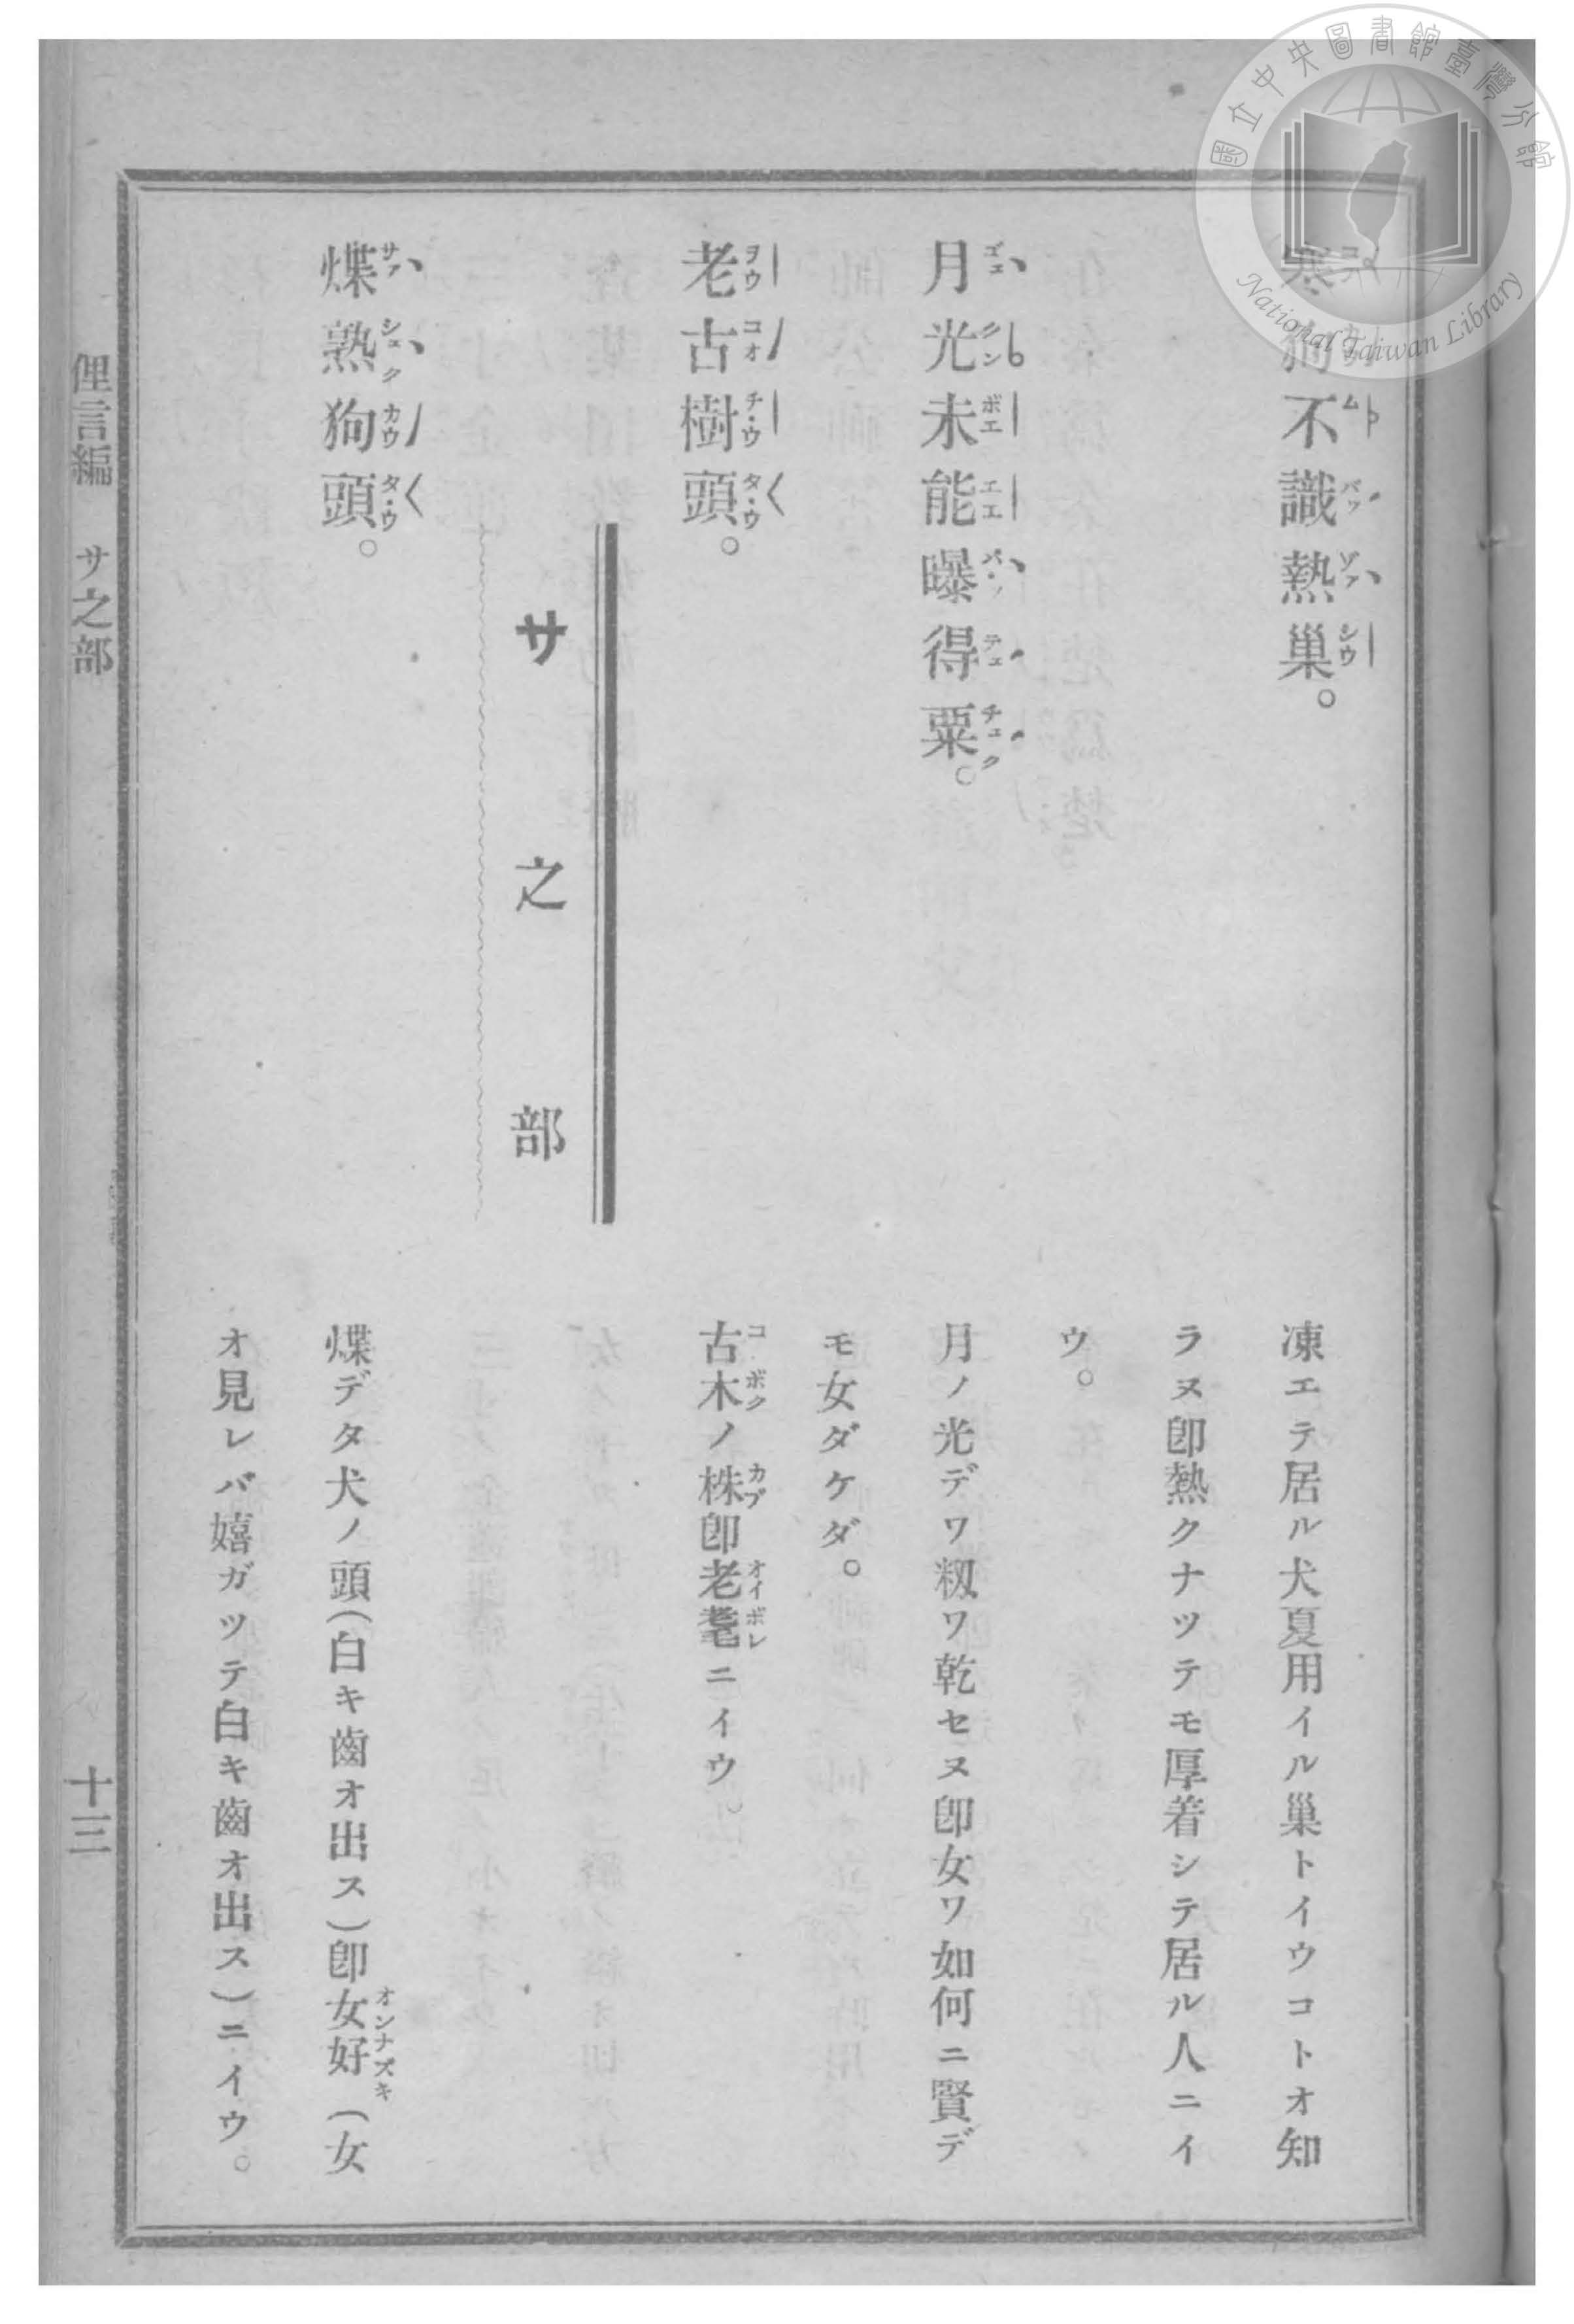 國立中央圖書館臺灣分館
National Taiwan Library
寒狗不識熱巢。
凍エテ居ル犬夏用イル巢トイウコトオ知
ラヌ卽熱クナツテモ厚着シテ居ル人ニイ
ウ。
月光未能曝得粟。
月ノ光デワ籾ワ乾セヌ卽女ワ如何ニ賢デ
モ女ダケダ。
老古樹頭。
古木ノ株卽老耄ニイウ。
サ之部
煠熟狗頭。
煠デタ犬ノ頭(白キ齒オ出ス)卽女好(女
オ見レバ嬉ガツテ白キ齒オ出ス)ニイウ。
俚言編 サ之部
十三